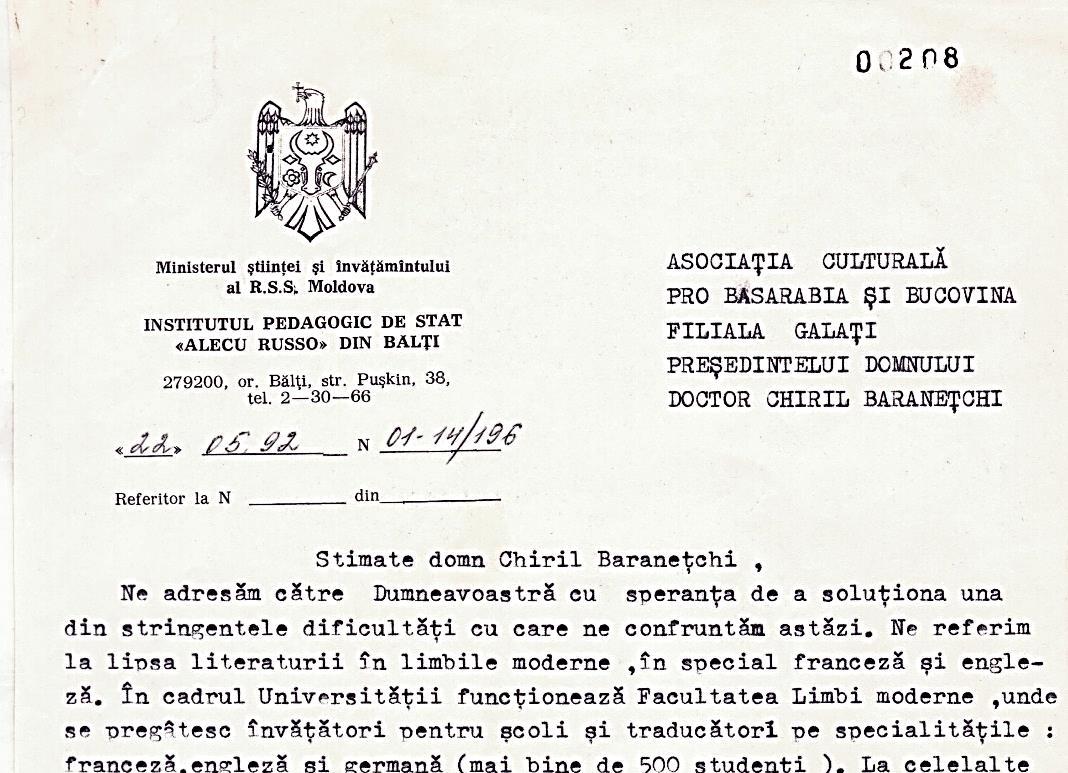 00208
Ministerul științei și învățămîntului
al R.S.S. Moldova
INSTITUTUL PEDAGOGIC DE STAT
«ALECU RUSSO» DIN BĂLȚI
279200, or. Bălți, str. Pușkin, 38,
tel. 2—30—66
«22» 05.92 N 01-14/196
Referitor la N din
ASOCIAȚIA CULTURALĂ
PRO BASARABIA ȘI BUCOVINA
FILIALA GALAȚI
PREȘEDINTELUI DOMNULUI
DOCTOR CHIRIL BARANEȚCHI
Stimate domn Chiril Baranețchi ,
Ne adresăm către Dumneavoastră cu speranța de a soluționa una
din stringentele dificultăți cu care ne confruntăm astăzi. Ne referim
la lipsa literaturii în limbile moderne ,în special franceză și engle-
ză. În cadrul Universității funcționează Facultatea Limbi moderne ,unde
se pregătesc învățători pentru școli și traducători pe specialitățile :
franceză,engleză și germană (mai bine de 500 studenți ). La celelalte